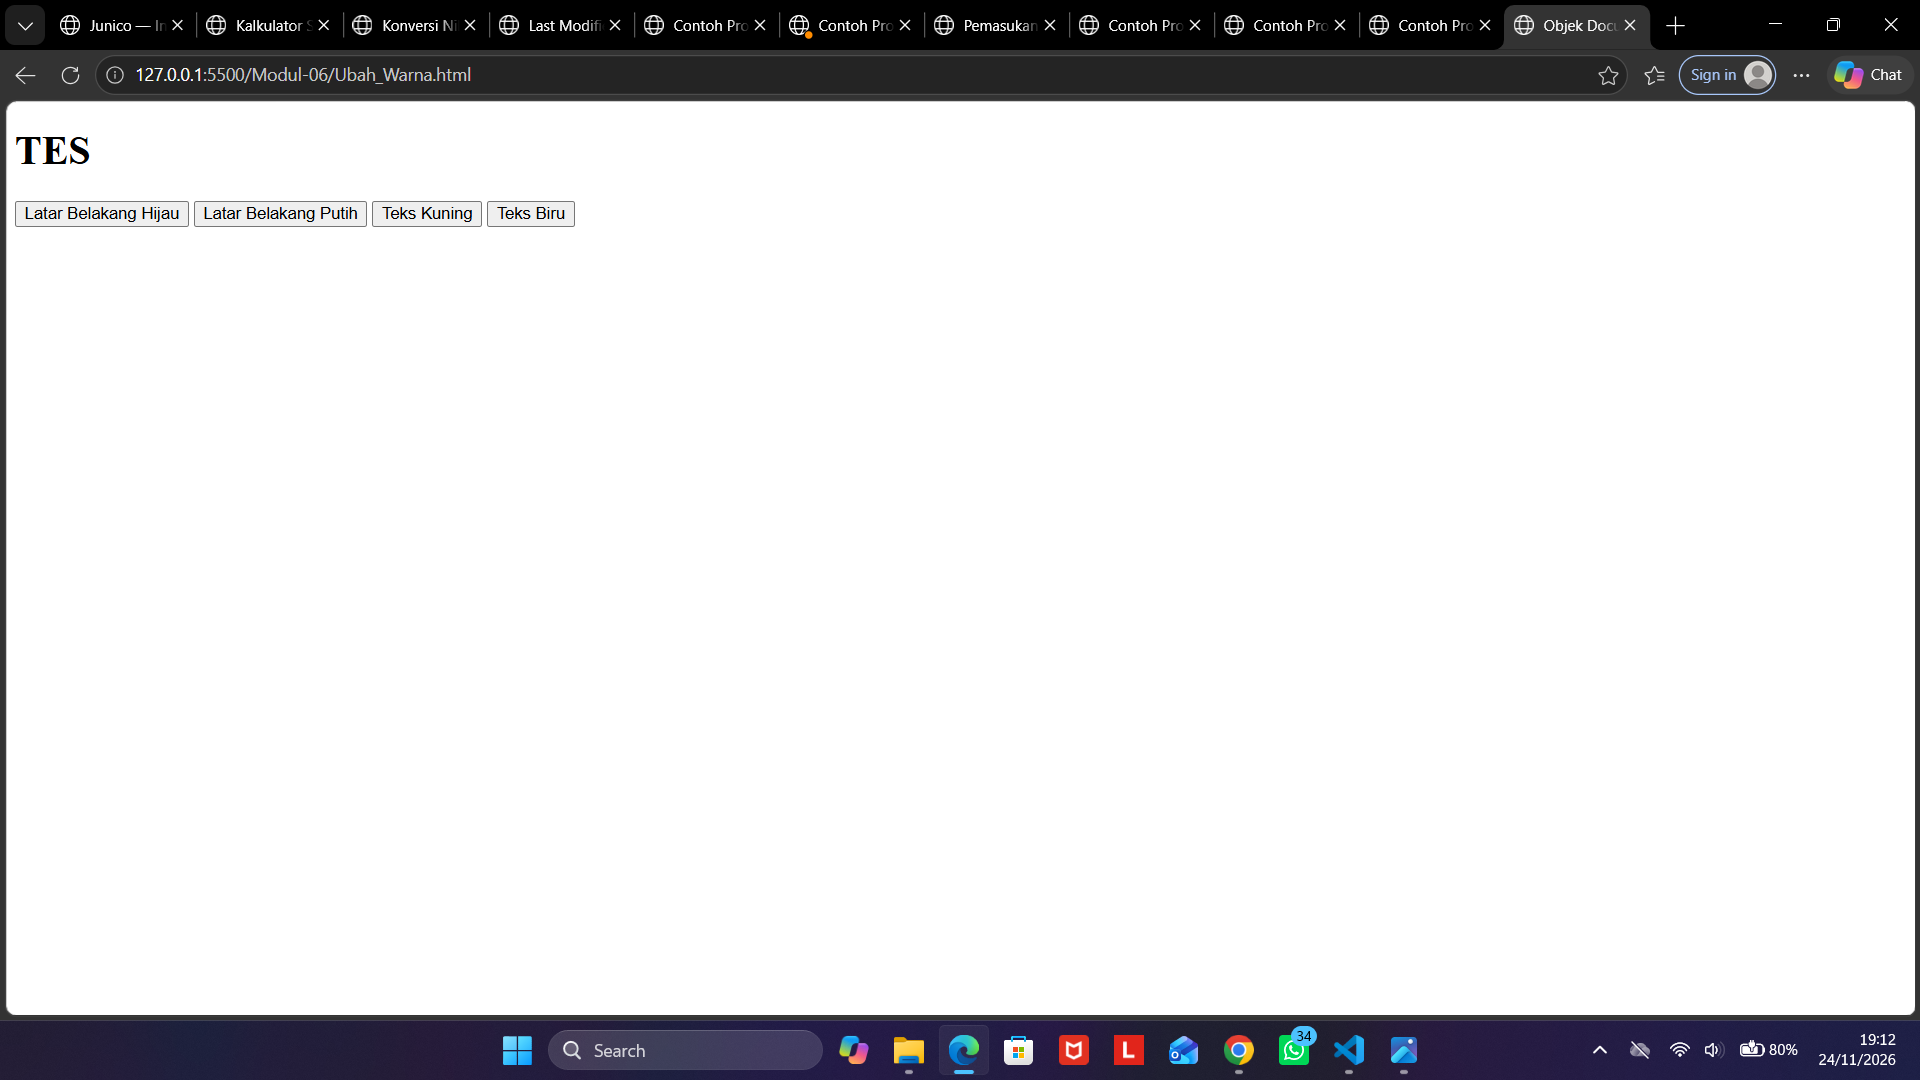 Junico — In
Kalkulator S
Konversi Nil
Last Modifi
Contoh Pro
Contoh Pro
Pemasukan
Contoh Pro
Contoh Pro
Contoh Pro
Objek Docu
127.0.0.1:5500/Modul-06/Ubah_Warna.html
Sign in
Chat
TES
Latar Belakang Hijau
Latar Belakang Putih
Teks Kuning
Teks Biru
Search
34
80%
19:12
24/11/2026